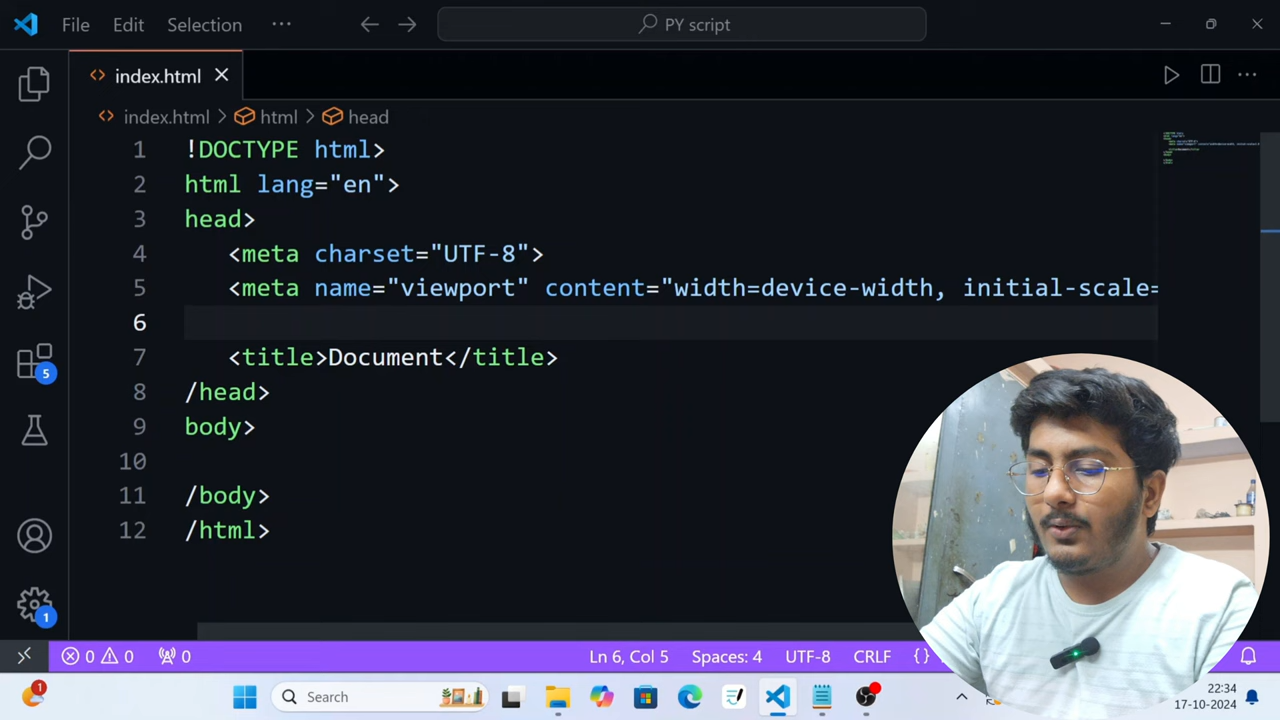 File Edit Selection ··· PY script
index.html
index.html > html > head
1 !DOCTYPE html>
2 html lang="en">
3 head>
4 <meta charset="UTF-8">
5 <meta name="viewport" content="width=device-width, initial-scale=
6
7 <title>Document</title>
8 /head>
9 body>
10
11 /body>
12 /html>
5
1
0 0 0 Ln 6, Col 5 Spaces: 4 UTF-8 CRLF {}
1 Search 22:34
17-10-2024